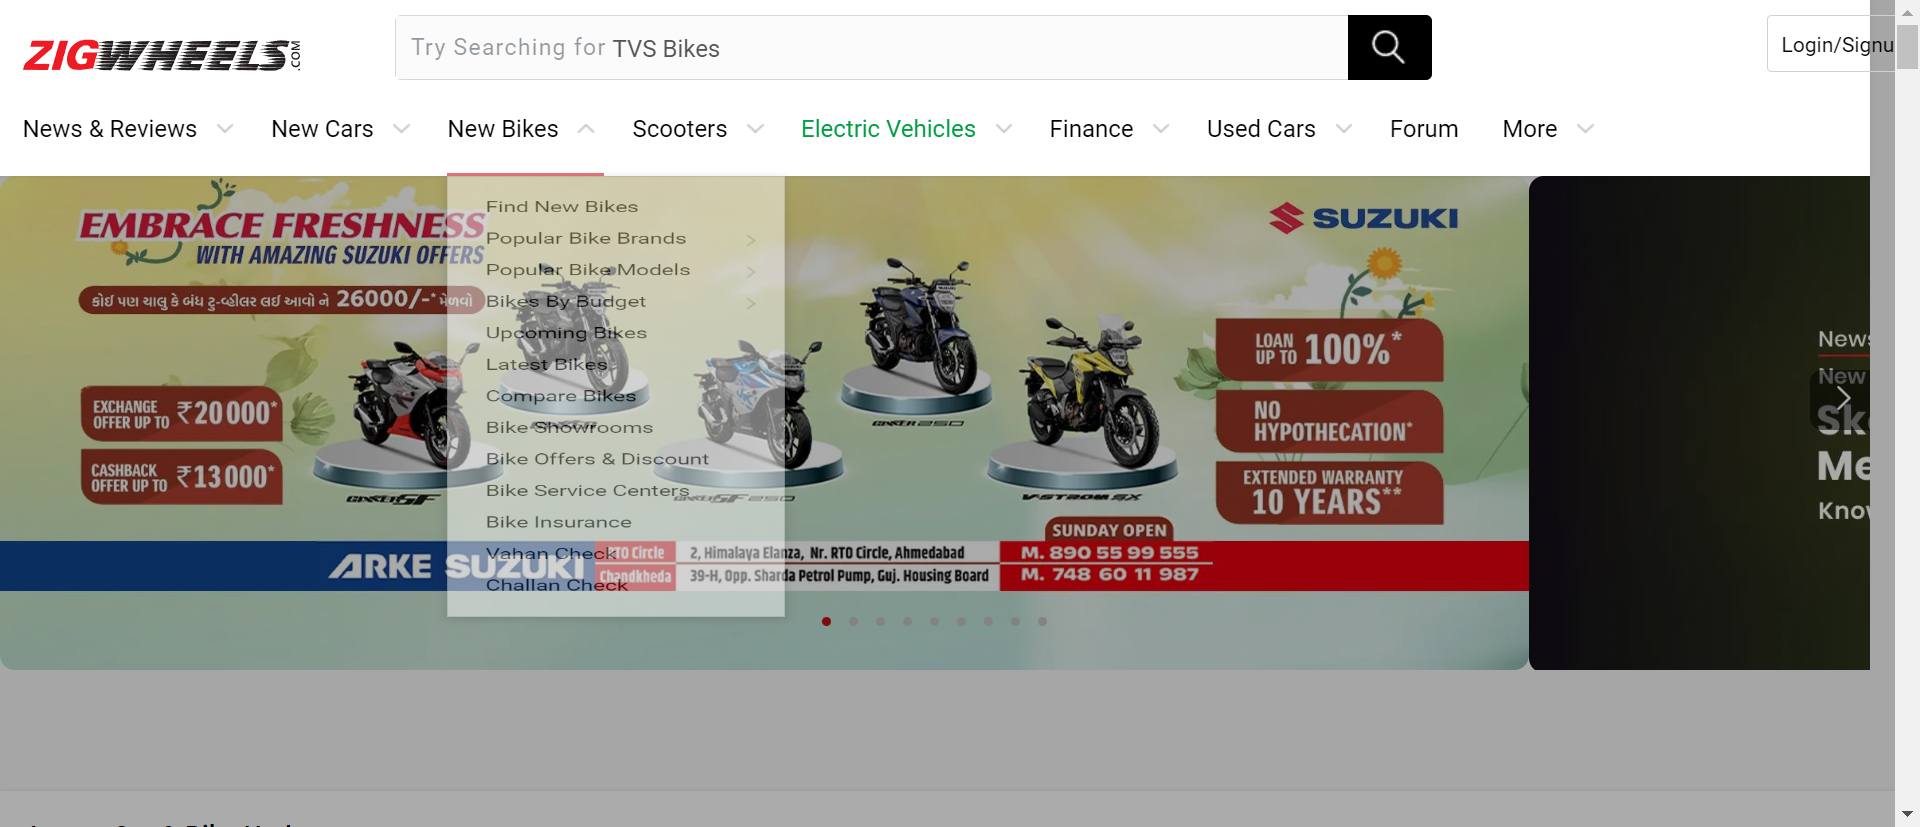 ZIGWHEELS.COM
Try Searching for TVS Bikes
Login/Signu
News & Reviews
New Cars
New Bikes
Scooters
Electric Vehicles
Finance
Used Cars
Forum
More
EMBRACE FRESHNESS
WITH AMAZING SUZUKI OFFERS
કોઈ પણ ચાલુ કે બંધ ટુ-વ્હીલર લઈ આવો ને 26000/-* મેળવો
EXCHANGE
OFFER UP TO ₹20000*
CASHBACK
OFFER UP TO ₹13000*
Find New Bikes
Popular Bike Brands
Popular Bike Models
Bikes By Budget
Upcoming Bikes
Latest Bikes
Compare Bikes
Bike Showrooms
Bike Offers & Discount
Bike Service Centers
Bike Insurance
Vahan Check
Challan Check
GIXXER SF
GIXXER SF 250
GIXXER 250
V-STROM SX
SUZUKI
LOAN
UP TO 100%*
NO
HYPOTHECATION*
EXTENDED WARRANTY
10 YEARS**
SUNDAY OPEN
ARKE SUZUKI
RTO Circle
2, Himalaya Elanza, Nr. RTO Circle, Ahmedabad
M. 890 55 99 555
Chandkheda
39-H, Opp. Sharda Petrol Pump, Guj. Housing Board
M. 748 60 11 987
News
New
Sk
Me
Know